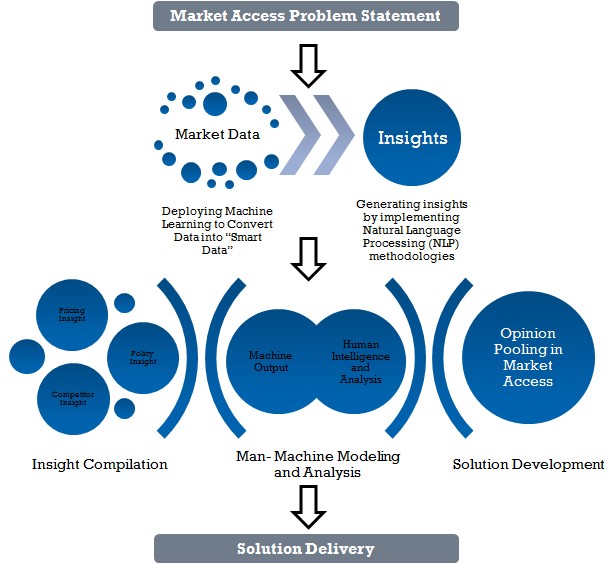 Market Access Problem Statement
Market Data
Insights
Deploying Machine
Learning to Convert
Data into “Smart
Data”
Generating insights
by implementing
Natural Language
Processing (NLP)
methodologies
Pricing
Insight
Policy
Insight
Competitor
Insight
Machine
Output
Human
Intelligence
and
Analysis
Opinion
Pooling in
Market
Access
Insight Compilation
Man- Machine Modeling
and Analysis
Solution Development
Solution Delivery